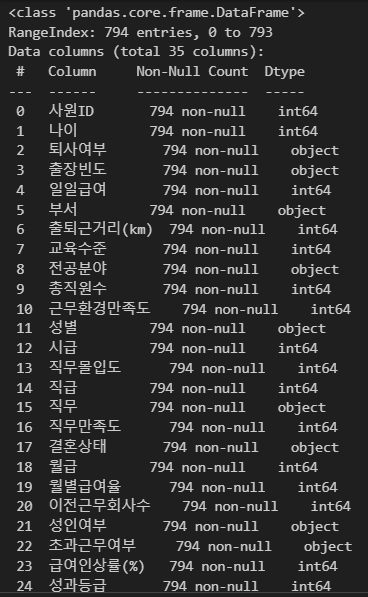 <class 'pandas.core.frame.DataFrame'>
RangeIndex: 794 entries, 0 to 793
Data columns (total 35 columns):
 #   Column     Non-Null Count  Dtype
---  ------     --------------  -----
 0   사원ID       794 non-null    int64
 1   나이         794 non-null    int64
 2   퇴사여부       794 non-null    object
 3   출장빈도       794 non-null    object
 4   일일급여       794 non-null    int64
 5   부서         794 non-null    object
 6   출퇴근거리(km)  794 non-null    int64
 7   교육수준       794 non-null    int64
 8   전공분야       794 non-null    object
 9   총직원수       794 non-null    int64
 10  근무환경만족도    794 non-null    int64
 11  성별         794 non-null    object
 12  시급         794 non-null    int64
 13  직무몰입도      794 non-null    int64
 14  직급         794 non-null    int64
 15  직무         794 non-null    object
 16  직무만족도      794 non-null    int64
 17  결혼상태       794 non-null    object
 18  월급         794 non-null    int64
 19  월별급여율      794 non-null    int64
 20  이전근무회사수    794 non-null    int64
 21  성인여부       794 non-null    object
 22  초과근무여부     794 non-null    object
 23  급여인상률(%)   794 non-null    int64
 24  성과등급       794 non-null    int64